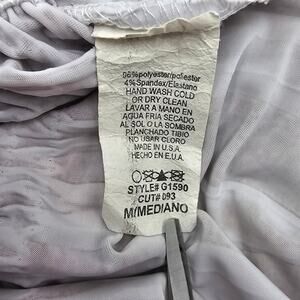 96%polyester/poliester
4%Spandex/Elastano
HAND WASH COLD
OR DRY CLEAN
LAVAR A MANO EN
AGUA FRIA SECADO
AL SOL O LA SOMBRA
PLANCHADO TIBIO
NO USAR CLORO
MADE IN U.S.A.
HECHO EN E.U.A.
STYLE# G1590
CUT# 093
MY MEDIANO